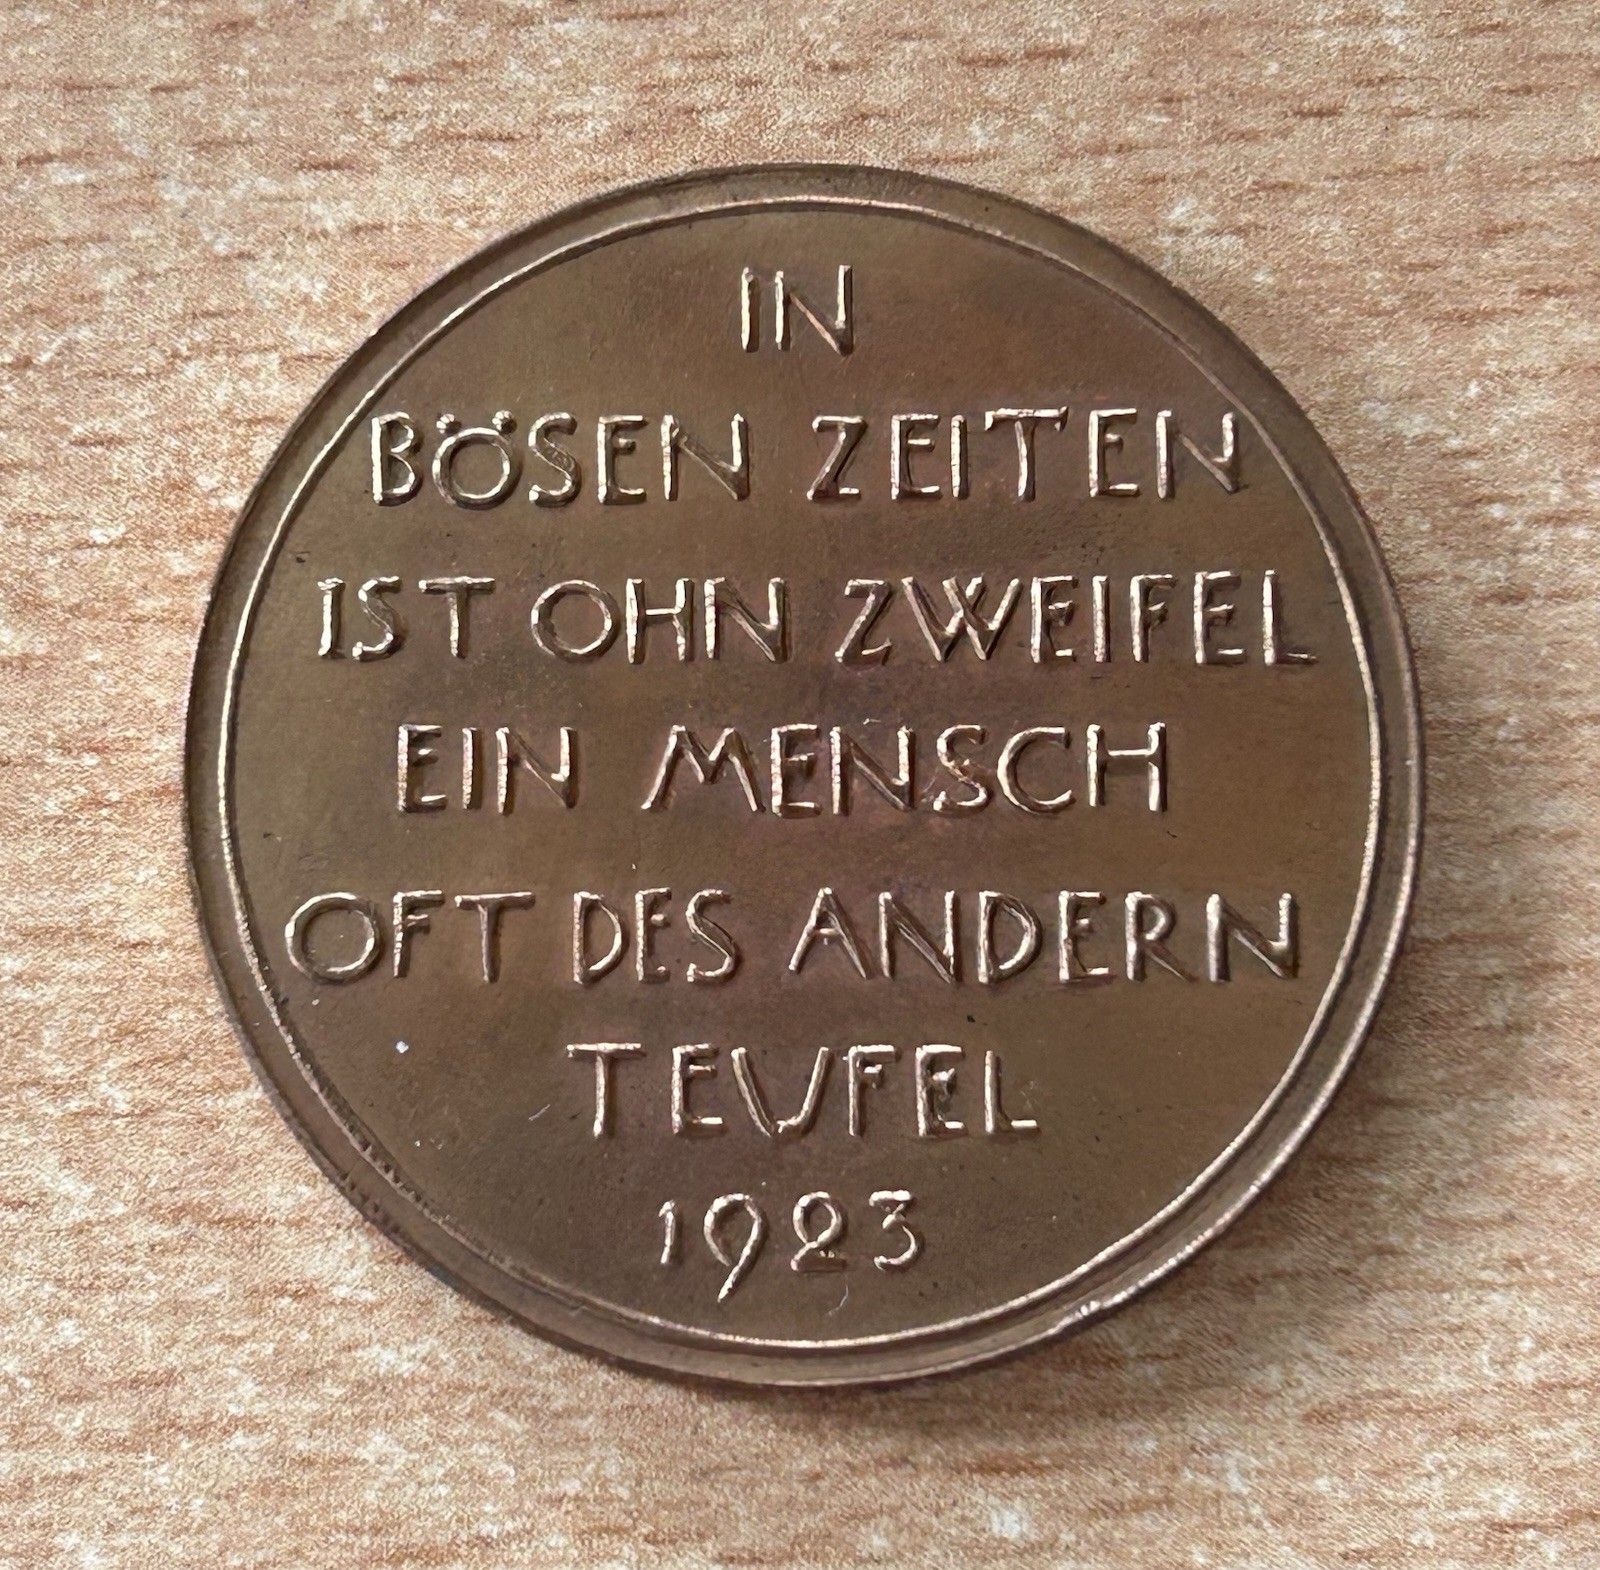 IN
BÖSEN ZEITEN
IST OHN ZWEIFEL
EIN MENSCH
OFT DES ANDERN
TEUFEL
1923